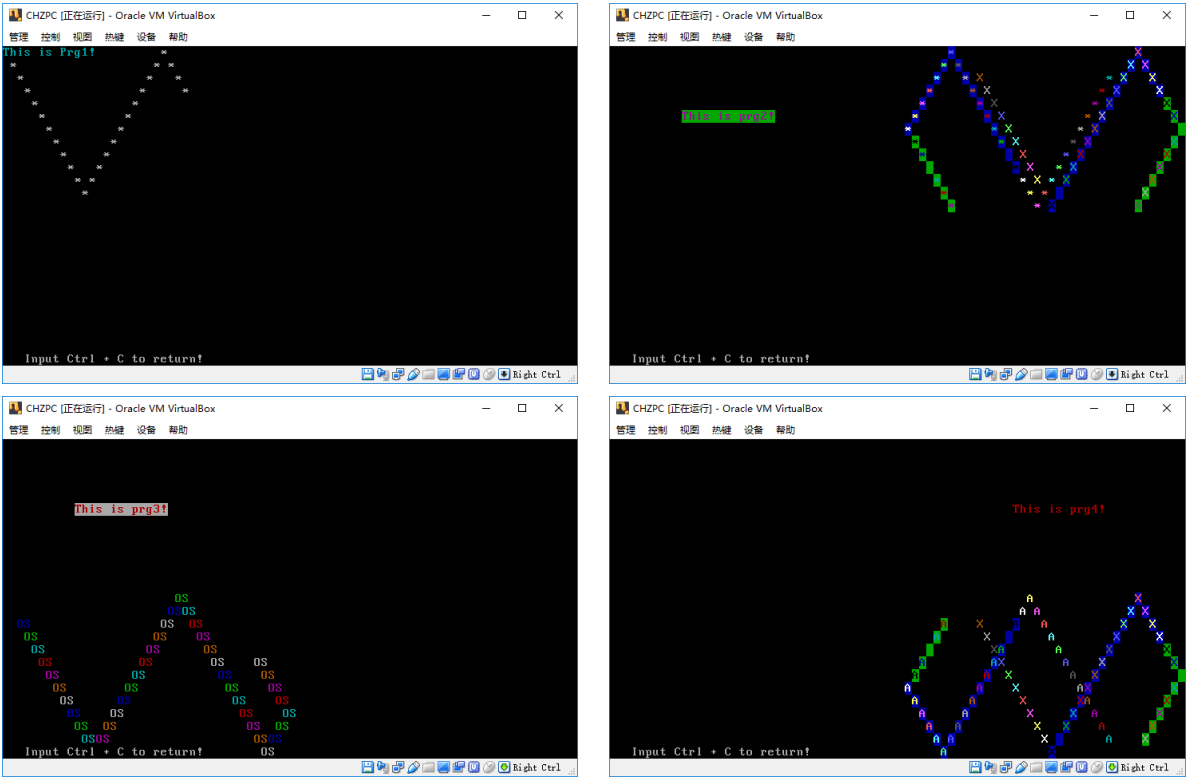 CHZPC [正在运行] - Oracle VM VirtualBox
管理 控制 视图 热键 设备 帮助
This is Prg1!
Input Ctrl + C to return!
Right Ctrl
CHZPC [正在运行] - Oracle VM VirtualBox
管理 控制 视图 热键 设备 帮助
This is prg2!
Input Ctrl + C to return!
Right Ctrl
CHZPC [正在运行] - Oracle VM VirtualBox
管理 控制 视图 热键 设备 帮助
This is prg3!
Input Ctrl + C to return!
Right Ctrl
CHZPC [正在运行] - Oracle VM VirtualBox
管理 控制 视图 热键 设备 帮助
This is prg4!
Input Ctrl + C to return!
Right Ctrl